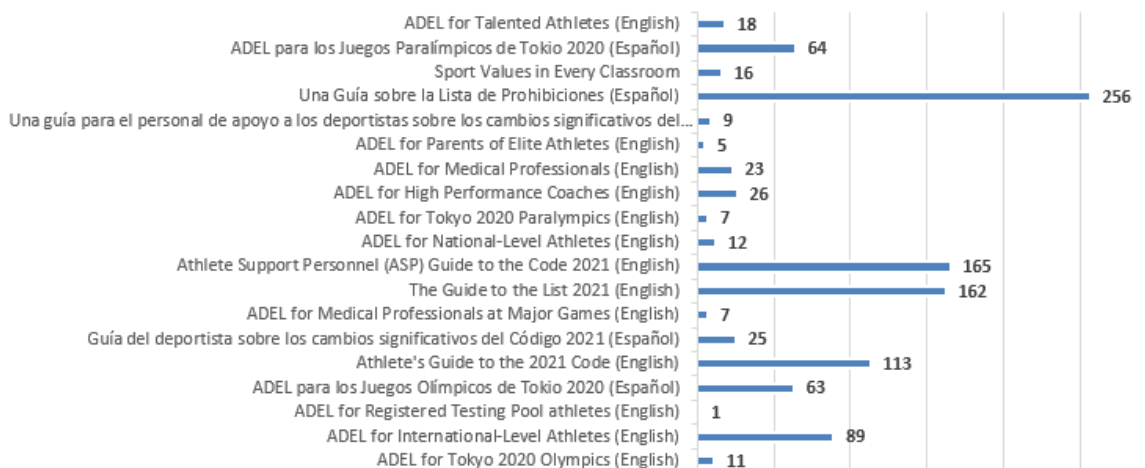 ADEL for Talented Athletes (English) 18
ADEL para los Juegos Paralímpicos de Tokio 2020 (Español) 64
Sport Values in Every Classroom 16
Una Guía sobre la Lista de Prohibiciones (Español) 256
Una guía para el personal de apoyo a los deportistas sobre los cambios significativos del... 9
ADEL for Parents of Elite Athletes (English) 5
ADEL for Medical Professionals (English) 23
ADEL for High Performance Coaches (English) 26
ADEL for Tokyo 2020 Paralympics (English) 7
ADEL for National-Level Athletes (English) 12
Athlete Support Personnel (ASP) Guide to the Code 2021 (English) 165
The Guide to the List 2021 (English) 162
ADEL for Medical Professionals at Major Games (English) 7
Guía del deportista sobre los cambios significativos del Código 2021 (Español) 25
Athlete's Guide to the 2021 Code (English) 113
ADEL para los Juegos Olímpicos de Tokio 2020 (Español) 63
ADEL for Registered Testing Pool athletes (English) 1
ADEL for International-Level Athletes (English) 89
ADEL for Tokyo 2020 Olympics (English) 11